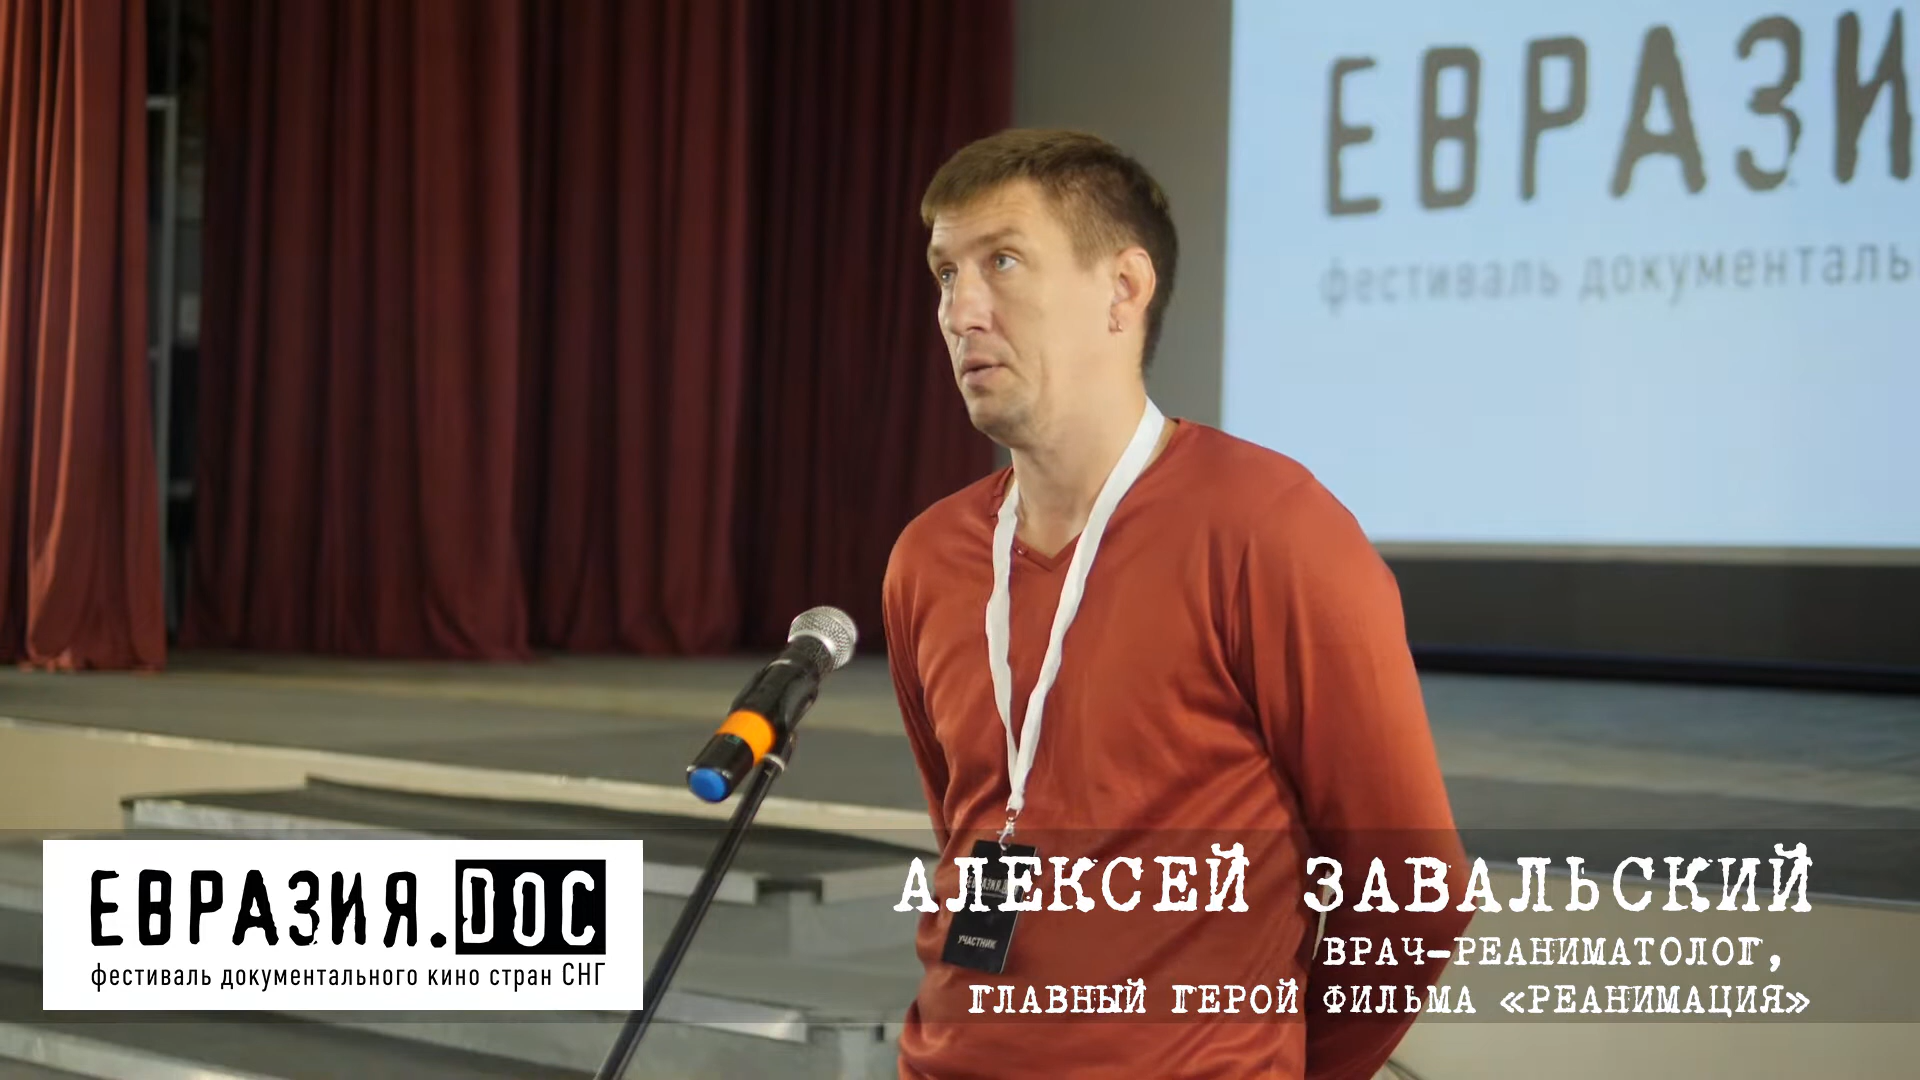 ЕВРАЗИ
фестиваль документаль
ЕВРАЗИЯ.DOC
фестиваль документального кино стран СНГ
АЛЕКСЕЙ ЗАВАЛЬСКИЙ
ВРАЧ-РЕАНИМАТОЛОГ,
ГЛАВНЫЙ ГЕРОЙ ФИЛЬМА «РЕАНИМАЦИЯ»
УЧАСТНИК